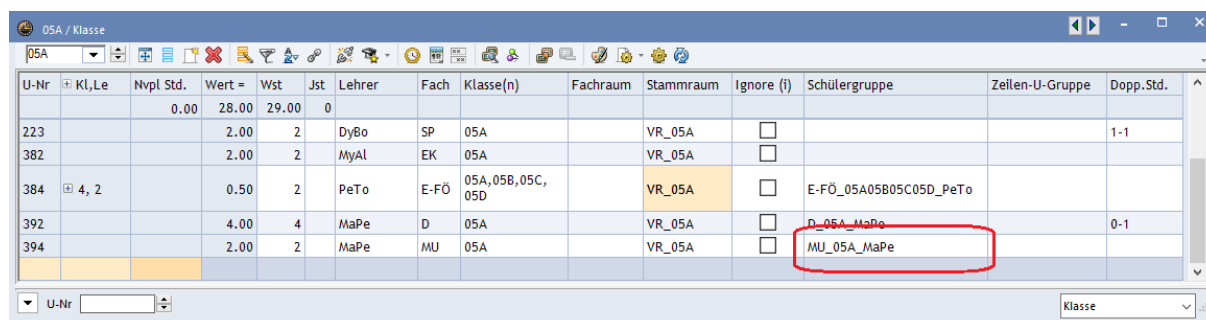 05A / Klasse
05A
U-Nr Kl,Le Nvpl Std. Wert = Wst Jst Lehrer Fach Klasse(n) Fachraum Stammraum Ignore (i) Schülergruppe Zeilen-U-Gruppe Dopp.Std.
0.00 28.00 29.00 0
223 2.00 2 DyBo SP 05A VR_05A 1-1
382 2.00 2 MyAl EK 05A VR_05A
384 4, 2 0.50 2 PeTo E-FÖ 05A,05B,05C, VR_05A E-FÖ_05A05B05C05D_PeTo
05D
392 4.00 4 MaPe D 05A VR_05A D_05A_MaPe 0-1
394 2.00 2 MaPe MU 05A VR_05A MU_05A_MaPe
U-Nr Klasse